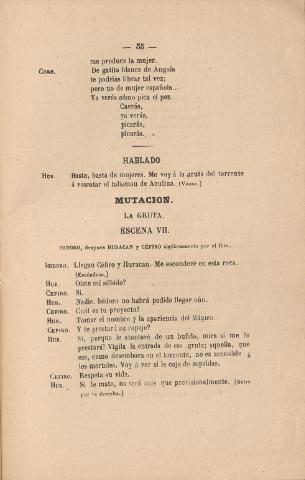 — 55 —
me produce la mujer.
CORO. De gatita blanca de Angola
te podrías librar tal vez;
pero no de mujer española...
Ya verás cómo pica el pez.
Caerás,
ya verás,
picarás,
picarás.
HABLADO
HUR Basta, basta de mujeres. Me voy á la gruta del torrente
á rescatar el talisman de Azulina. (Vánse.)
MUTACION.
LA GRUTA.
ESCENA VII.
ISIDORO, despues HURACAN y CÉFIRO sigilosamente por el foro.
ISIDORO. Llegan Céfiro y Huracan. Me esconderé en esta roca.
(Escóndese.)
HUR. Oiste mi silbido?
CEFIRO. Sí.
HUR. Nadie. Isidoro no habrá podido llegar aún.
CEFIRO. Cuál es tu proyecto?
HUR. Tomar el nombre y la apariencia del Mágico.
CEFIRO. Y te prestará su ropaje?
HUR Si, porque le atontaré de un bufido, mira si me lo
prestará! Vigila la entrada de esa gruta; aquella, que
esa, como desemboca en el torrente, no es accesible á
los mortales. Voy á ver si le cojo de espaldas.
CEFIRO. Respeta su vida.
HUR. Si le mato, no será mas que provisionalmente. (Entra
por la derecha.)